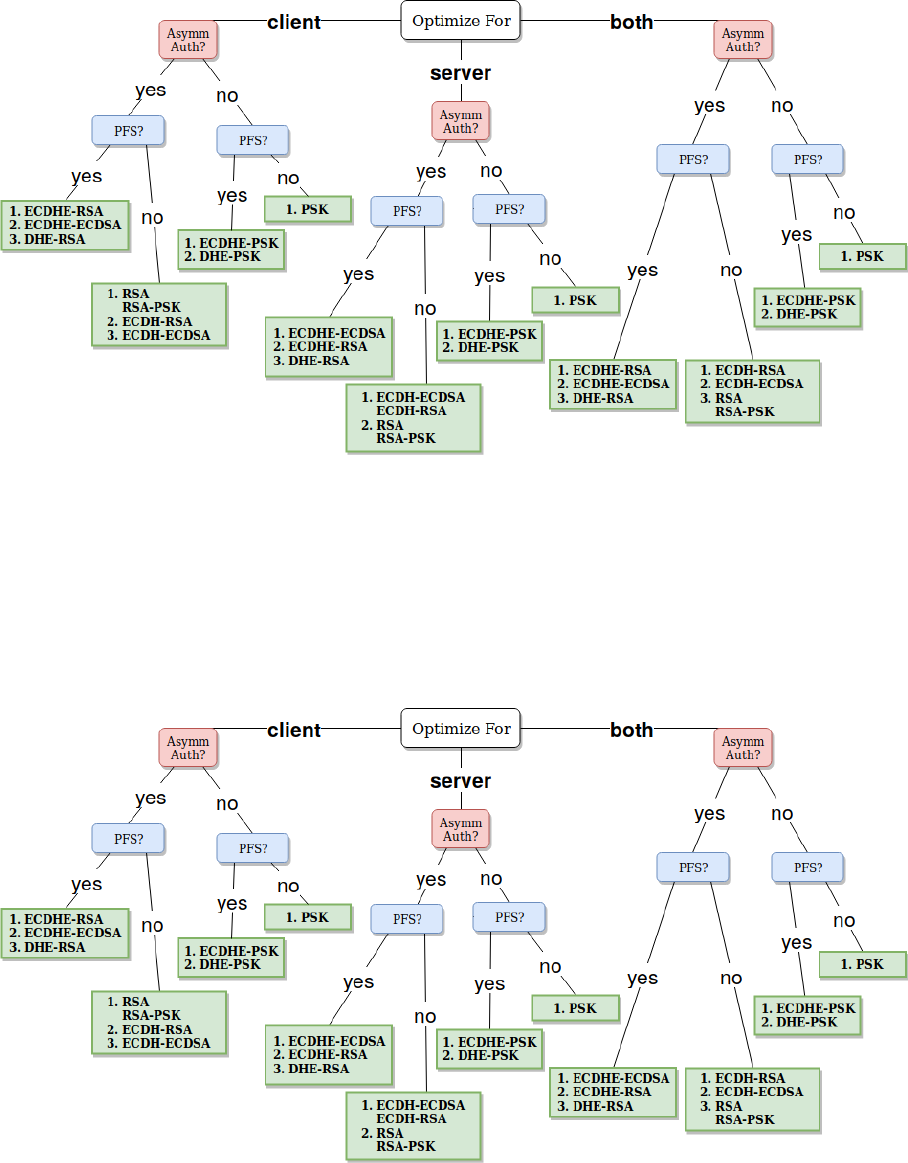 client
Optimize For
both
Asymm
Auth?
Asymm
Auth?
server
yes
no
Asymm
Auth?
yes
no
PFS?
PFS?
PFS?
PFS?
yes
no
yes
no
yes
no
yes
no
yes
no
1. ECDHE-RSA
2. ECDHE-ECDSA
3. DHE-RSA
1. PSK
PFS?
PFS?
1. ECDHE-PSK
2. DHE-PSK
1. PSK
yes
no
yes
no
1. RSA
RSA-PSK
2. ECDH-RSA
3. ECDH-ECDSA
1. PSK
1. ECDHE-PSK
2. DHE-PSK
1. ECDHE-ECDSA
2. ECDHE-RSA
3. DHE-RSA
1. ECDHE-PSK
2. DHE-PSK
1. ECDHE-RSA
2. ECDHE-ECDSA
3. DHE-RSA
1. ECDH-RSA
2. ECDH-ECDSA
3. RSA
RSA-PSK
1. ECDH-ECDSA
ECDH-RSA
2. RSA
RSA-PSK
client
Optimize For
both
Asymm
Auth?
Asymm
Auth?
server
yes
no
Asymm
Auth?
yes
no
PFS?
PFS?
PFS?
PFS?
yes
no
yes
no
yes
no
yes
no
yes
no
1. ECDHE-RSA
2. ECDHE-ECDSA
3. DHE-RSA
1. PSK
PFS?
PFS?
1. ECDHE-PSK
2. DHE-PSK
1. PSK
yes
no
yes
no
1. RSA
RSA-PSK
2. ECDH-RSA
3. ECDH-ECDSA
1. PSK
1. ECDHE-PSK
2. DHE-PSK
1. ECDHE-ECDSA
2. ECDHE-RSA
3. DHE-RSA
1. ECDHE-PSK
2. DHE-PSK
1. ECDHE-ECDSA
2. ECDHE-RSA
3. DHE-RSA
1. ECDH-RSA
2. ECDH-ECDSA
3. RSA
RSA-PSK
1. ECDH-ECDSA
ECDH-RSA
2. RSA
RSA-PSK